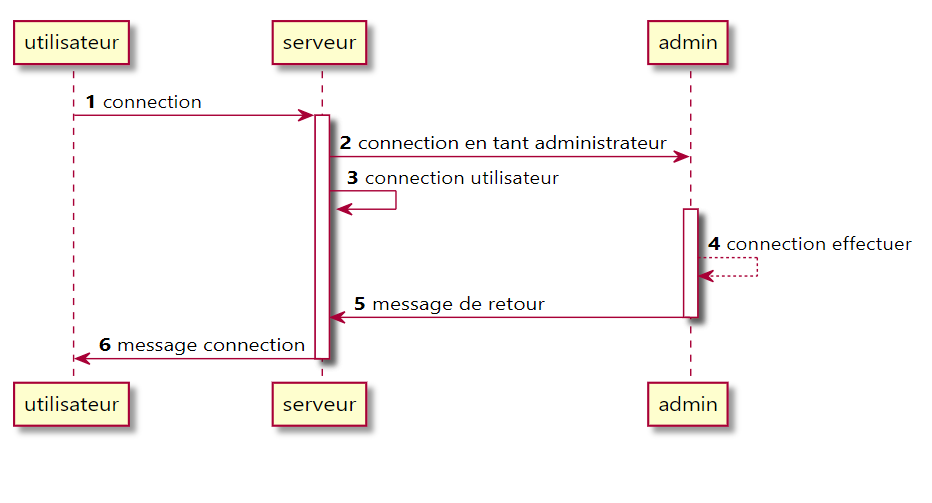 utilisateur
serveur
admin
1 connection
2 connection en tant administrateur
3 connection utilisateur
4 connection effectuer
5 message de retour
6 message connection
utilisateur
serveur
admin